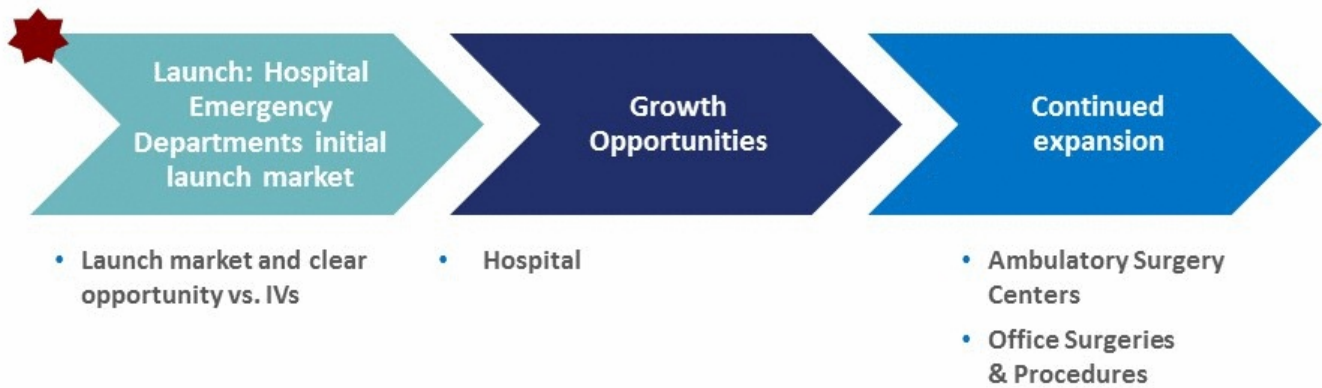 Launch: Hospital
Emergency
Departments initial
launch market
Growth
Opportunities
Continued
expansion
• Launch market and clear
opportunity vs. IVs
• Hospital
• Ambulatory Surgery
Centers
• Office Surgeries
& Procedures